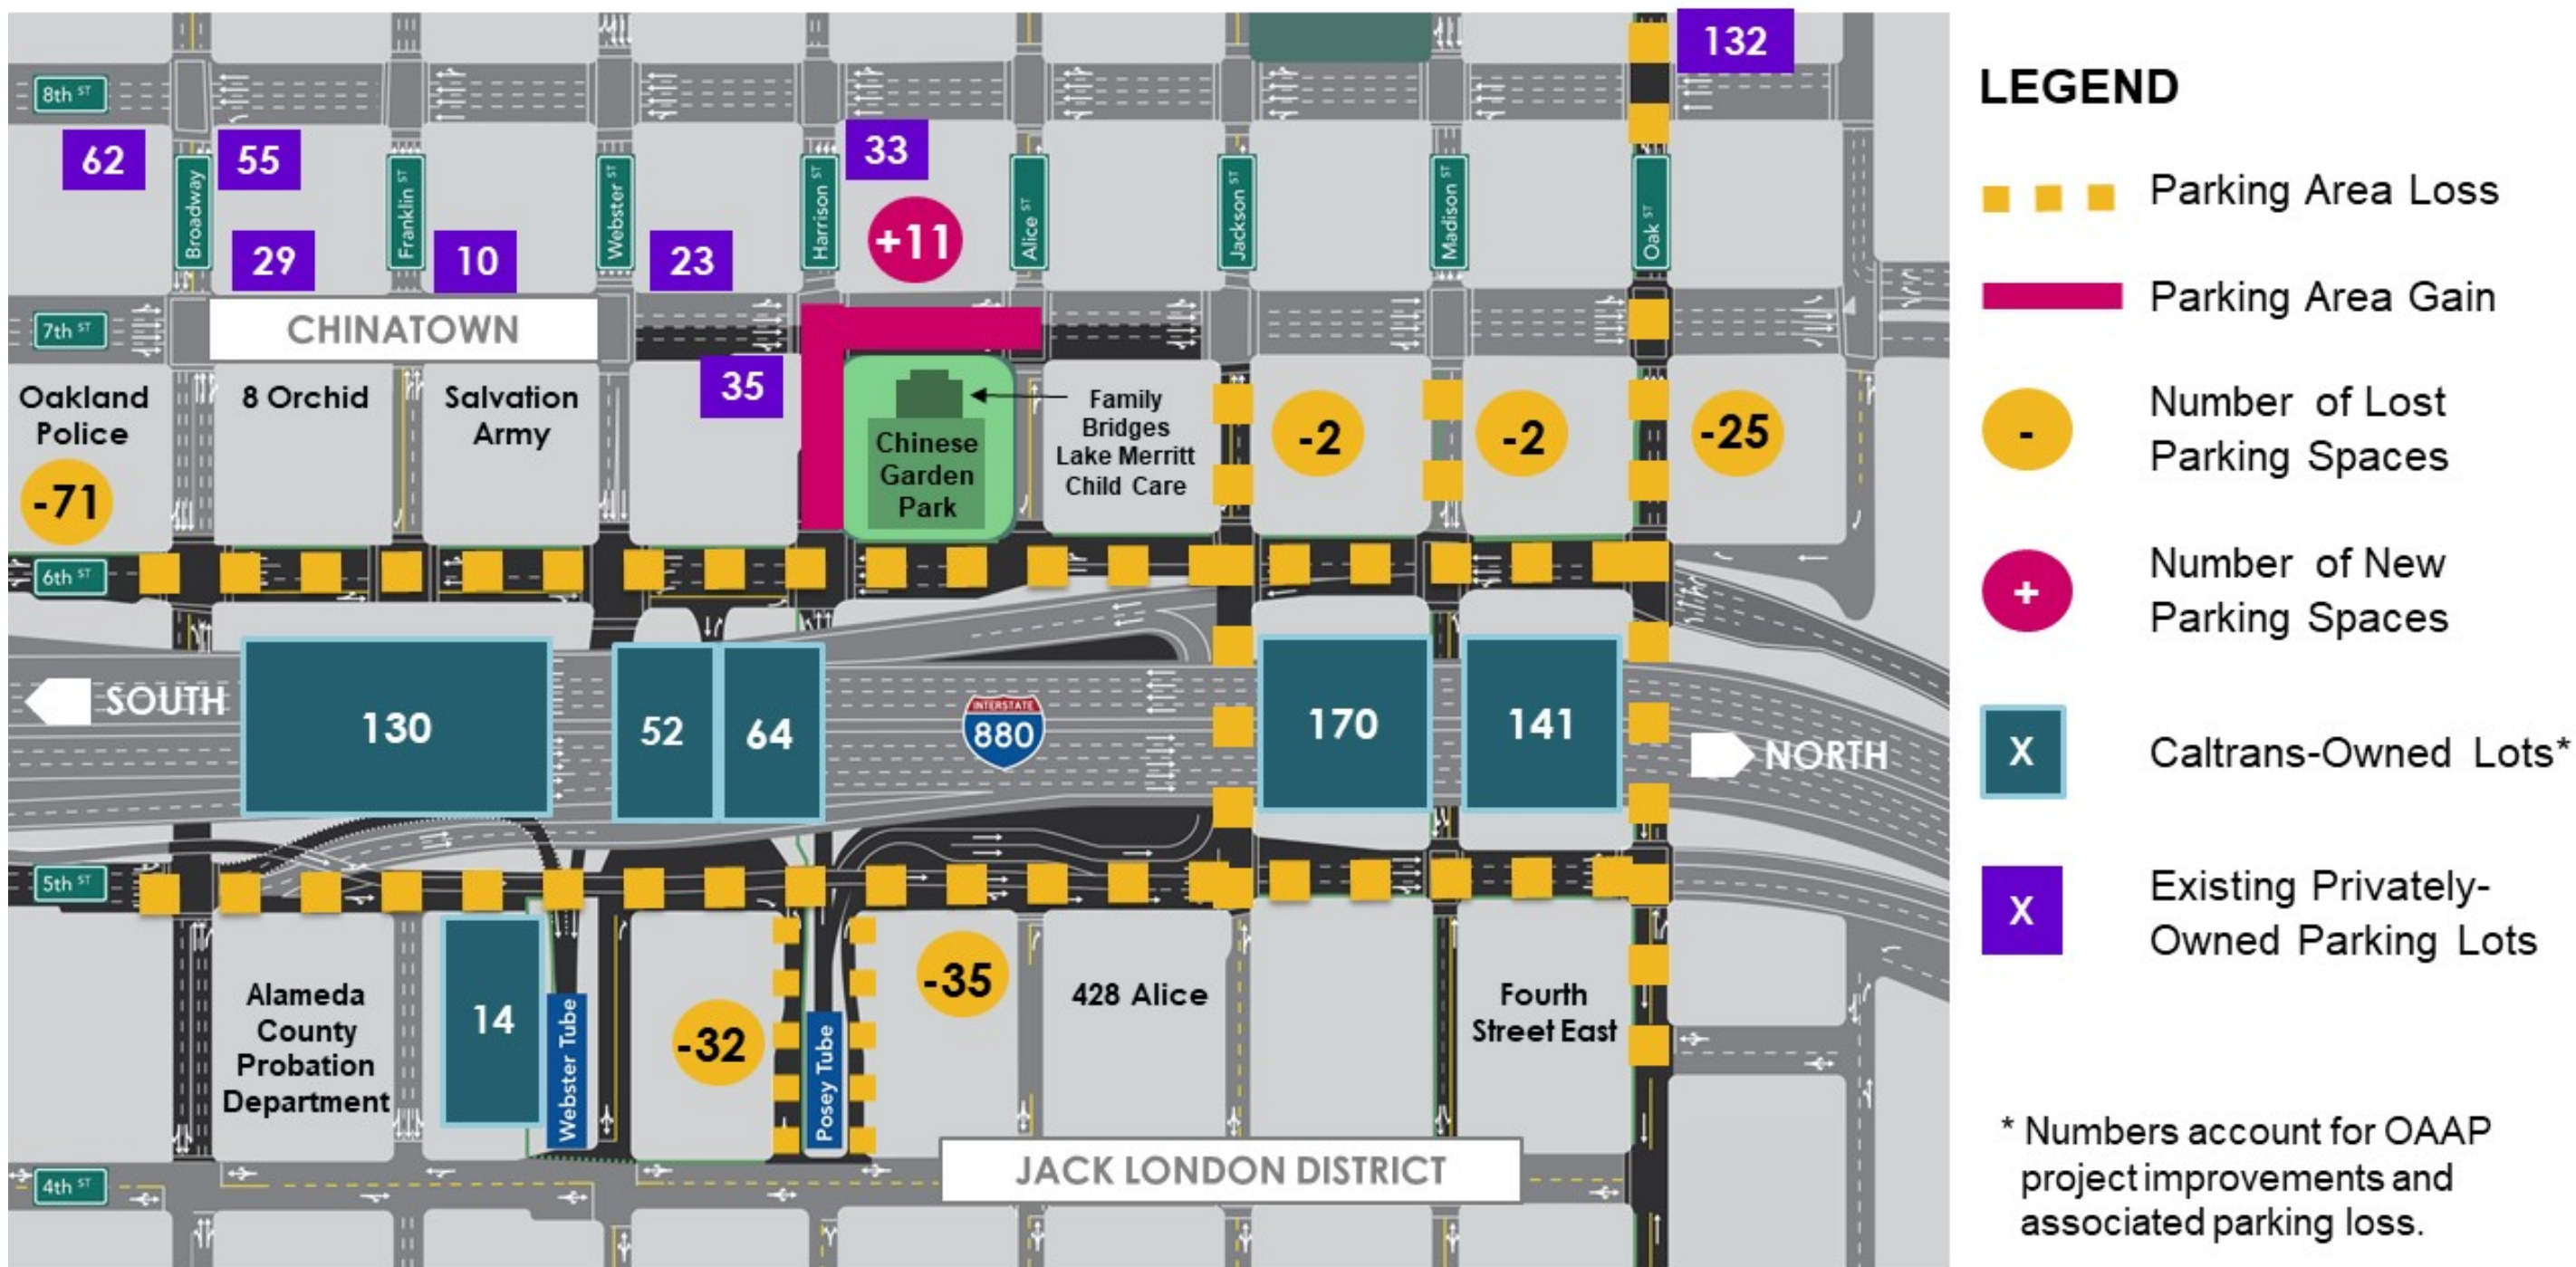 132
8th ST
62
55
33
Broadway
Franklin ST
Webster ST
Harrison ST
Alice ST
Jackson ST
Madison ST
Oak ST
29
10
23
+11
7th ST
CHINATOWN
35
Oakland
Police
-71
8 Orchid
Salvation
Army
Chinese
Garden
Park
Family
Bridges
Lake Merritt
Child Care
-2
-2
-25
6th ST
SOUTH
130
52
64
INTERSTATE
880
170
141
NORTH
5th ST
Alameda
County
Probation
Department
14
Webster Tube
-32
Posey Tube
-35
428 Alice
Fourth
Street East
4th ST
JACK LONDON DISTRICT
LEGEND
Parking Area Loss
Parking Area Gain
-
Number of Lost
Parking Spaces
+
Number of New
Parking Spaces
X
Caltrans-Owned Lots*
X
Existing Privately-
Owned Parking Lots
* Numbers account for OAAP
project improvements and
associated parking loss.